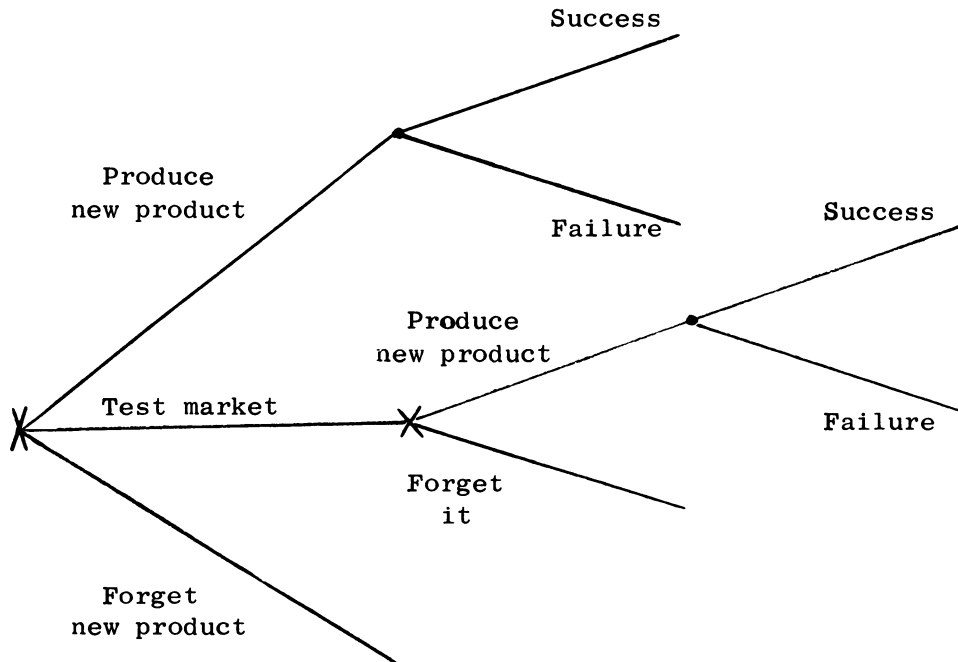 Success
Produce
new product
Failure
Success
Produce
new product
Test market
Failure
Forget
it
Forget
new product